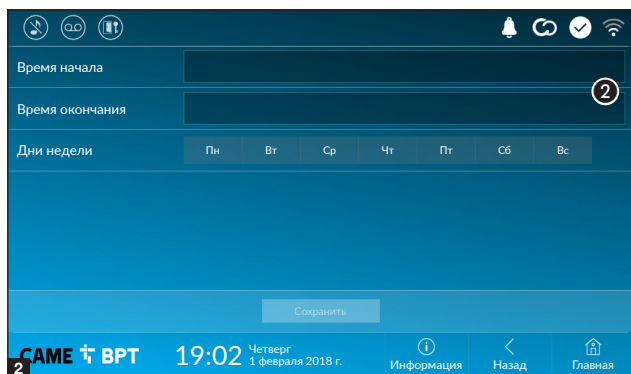 Время начала
2
Время окончания
Дни недели Пн Вт Ср Чт Пт Сб Вс
Сохранить
CAME BPT 19:02 Четверг
1 февраля 2018 г.
Информация Назад Главная
2